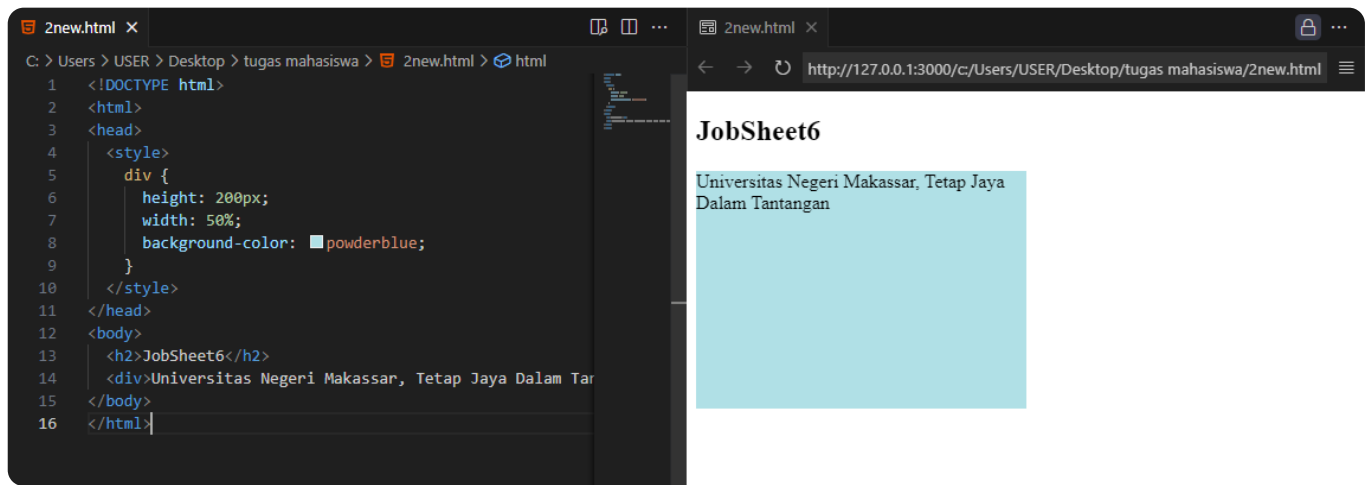 2new.html
C: > Users > USER > Desktop > tugas mahasiswa > 2new.html > html
1 <!DOCTYPE html>
2 <html>
3 <head>
4 <style>
5 div {
6 height: 200px;
7 width: 50%;
8 background-color: powderblue;
9 }
10 </style>
11 </head>
12 <body>
13 <h2>JobSheet6</h2>
14 <div>Universitas Negeri Makassar, Tetap Jaya Dalam Tan
15 </body>
16 </html>
2new.html
http://127.0.0.1:3000/c:/Users/USER/Desktop/tugas mahasiswa/2new.html
JobSheet6
Universitas Negeri Makassar, Tetap Jaya
Dalam Tantangan